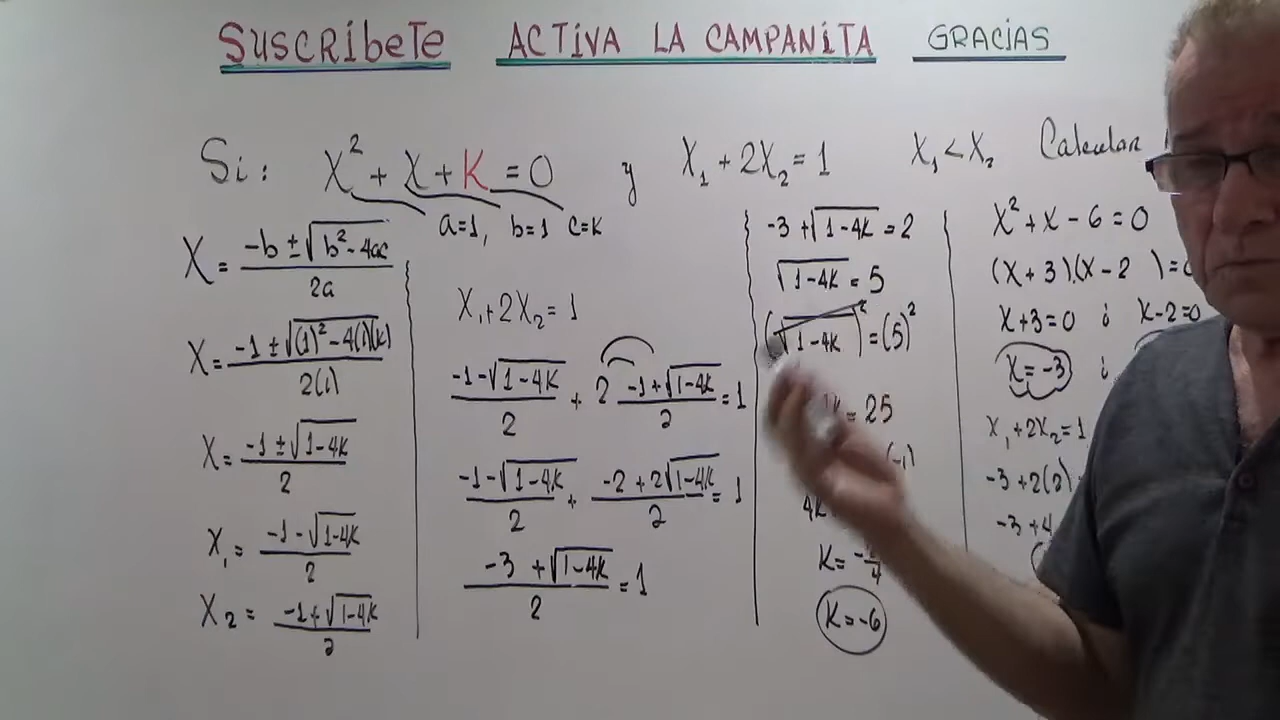 SUSCRIBETE ACTIVA LA CAMPANITA GRACIAS
Si: X² + X + K = 0 y X₁ + 2X₂ = 1 X₁ < X₂ Calcular
a=1, b=1 c=K
X = (-b ± √(b² - 4ac)) / 2a
X = (-1 ± √((1)² - 4(1)(K))) / 2(1)
X = (-1 ± √(1-4K)) / 2
X₁ = (-1 - √(1-4K)) / 2
X₂ = (-1 + √(1-4K)) / 2
X₁ + 2X₂ = 1
(-1 - √(1-4K)) / 2 + 2 (-1 + √(1-4K)) / 2 = 1
(-1 - √(1-4K)) / 2 + (-2 + 2√(1-4K)) / 2 = 1
(-3 + √(1-4K)) / 2 = 1
-3 + √(1-4K) = 2
√(1-4K) = 5
(√(1-4K))² = (5)²
= 25
(-1)
4K
K = -
K = -6
X² + X - 6 = 0
(X + 3).(X - 2 ) =
X+3=0 ; X-2=0
X = -3 ;
X₁ + 2X₂ = 1
-3 + 2(2)
-3 + 4